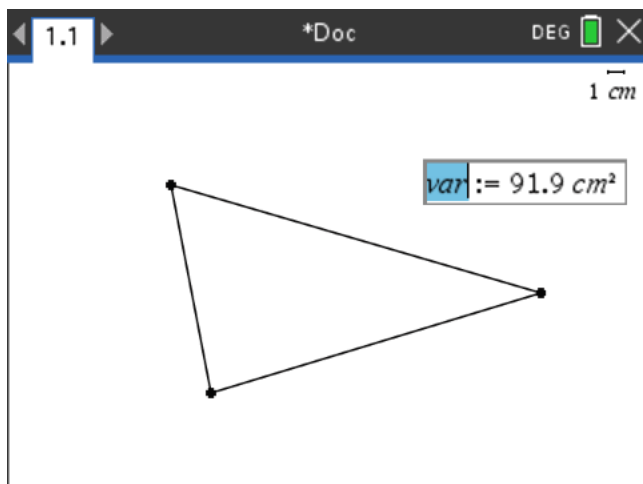 1.1 *Doc DEG
1 cm
var := 91.9 cm²